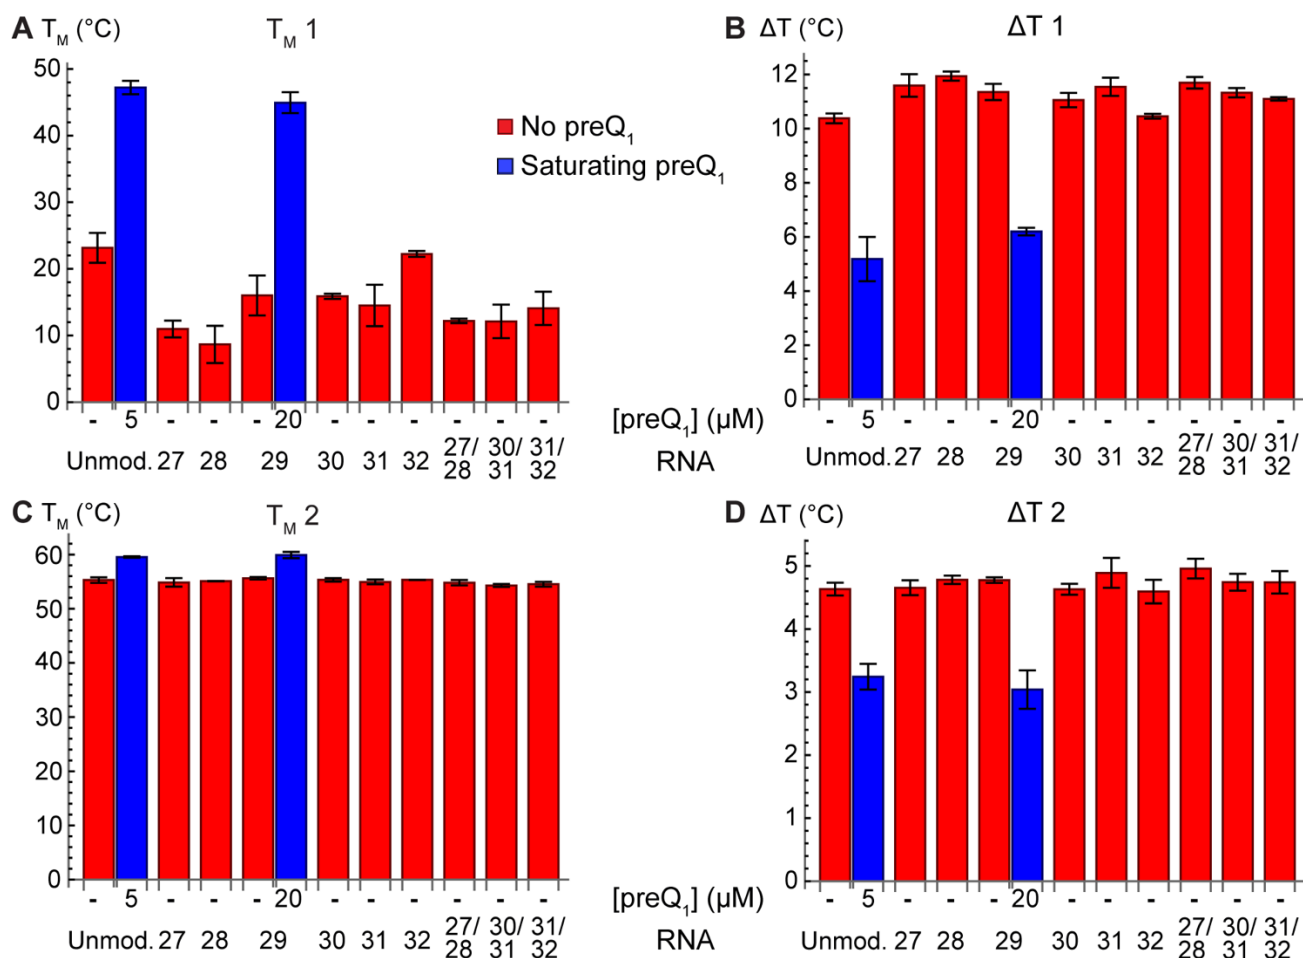 A T_M (°C) T_M 1
50
40
30
20
10
0
No preQ₁
Saturating preQ₁
- 5 - - - 20 - - - - - -
Unmod. 27 28 29 30 31 32 27/28 30/31 31/32
B ΔT (°C) ΔT 1
12
10
8
6
4
2
0
[preQ₁] (µM) - 5 - - - 20 - - - - - -
RNA Unmod. 27 28 29 30 31 32 27/28 30/31 31/32
C T_M (°C) T_M 2
60
50
40
30
20
10
0
- 5 - - - 20 - - - - - -
Unmod. 27 28 29 30 31 32 27/28 30/31 31/32
D ΔT (°C) ΔT 2
5
4
3
2
1
0
[preQ₁] (µM) - 5 - - - 20 - - - - - -
RNA Unmod. 27 28 29 30 31 32 27/28 30/31 31/32